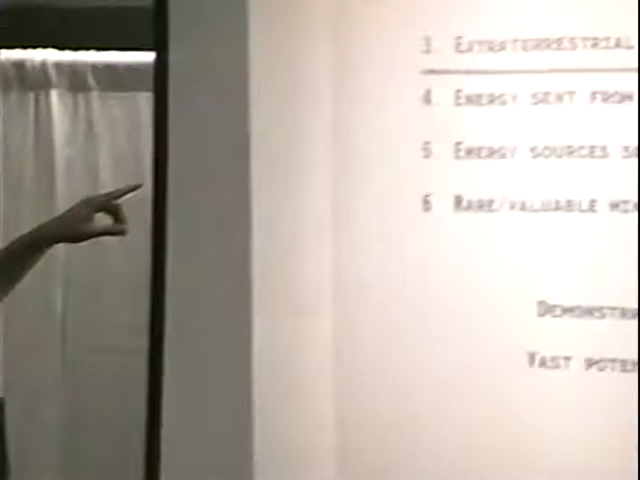 3. EXTRATERRESTRIAL
4. ENERGY SENT FROM
5 ENERGY SOURCES
6 RARE/VALUABLE
DEMONSTRA
VAST POTEN